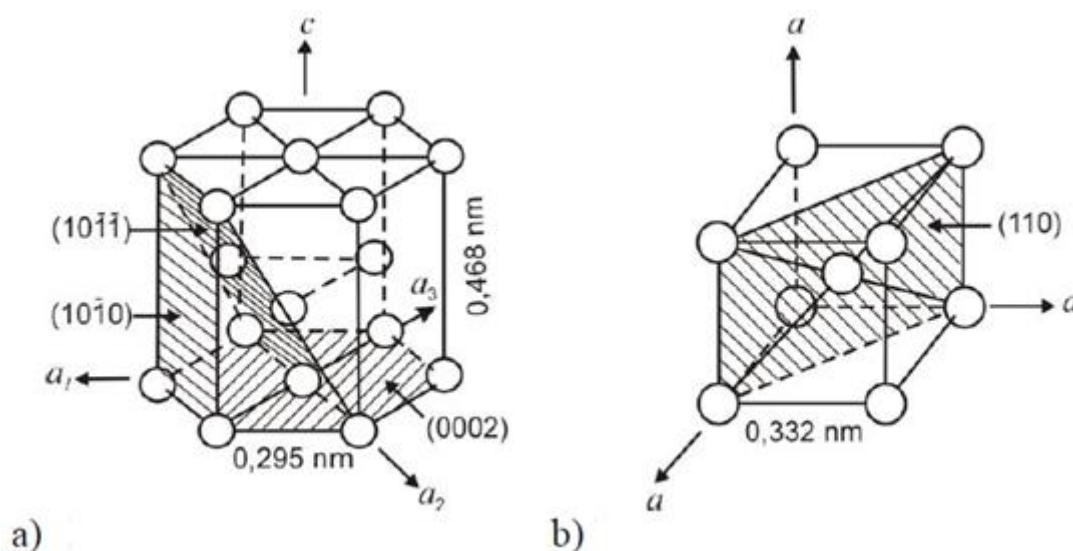 c
(101̄1̄)
(101̄0)
0,468 nm
a₃
a₁
(0002)
0,295 nm
a₂
a)
a
(110)
a
0,332 nm
a
b)